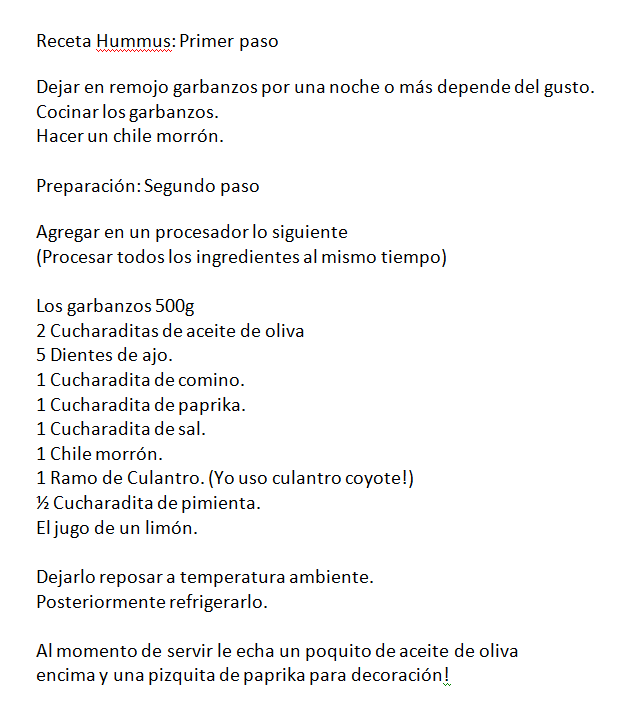 Receta Hummus: Primer paso
Dejar en remojo garbanzos por una noche o más depende del gusto.
Cocinar los garbanzos.
Hacer un chile morrón.
Preparación: Segundo paso
Agregar en un procesador lo siguiente
(Procesar todos los ingredientes al mismo tiempo)
Los garbanzos 500g
2 Cucharaditas de aceite de oliva
5 Dientes de ajo.
1 Cucharadita de comino.
1 Cucharadita de paprika.
1 Cucharadita de sal.
1 Chile morrón.
1 Ramo de Culantro. (Yo uso culantro coyote!)
½ Cucharadita de pimienta.
El jugo de un limón.
Dejarlo reposar a temperatura ambiente.
Posteriormente refrigerarlo.
Al momento de servir le echa un poquito de aceite de oliva
encima y una pizquita de paprika para decoración!